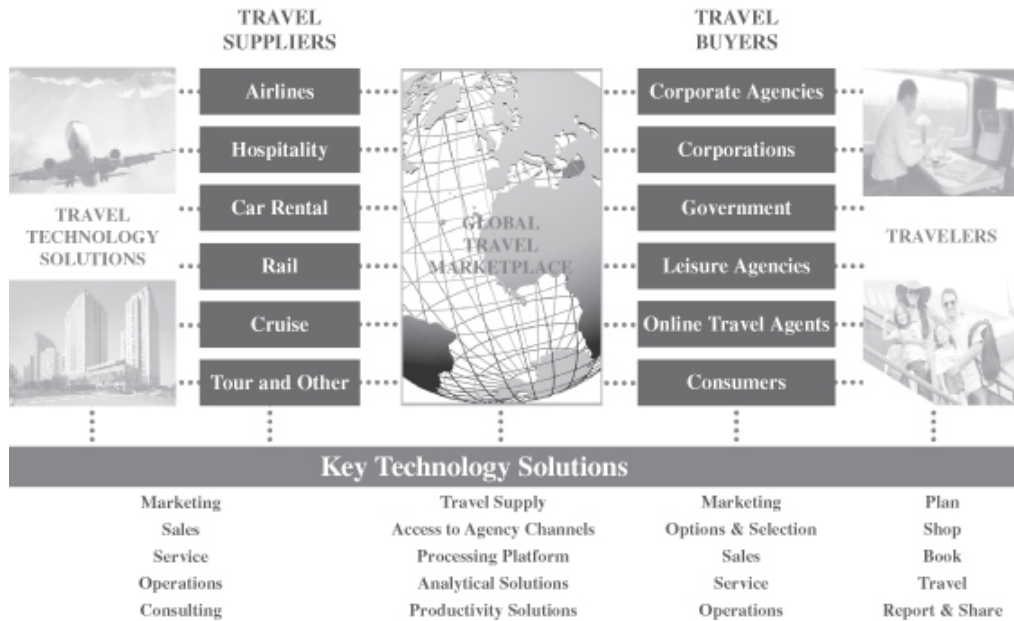 TRAVEL
SUPPLIERS
TRAVEL
BUYERS
Airlines
Hospitality
Car Rental
Rail
Cruise
Tour and Other
TRAVEL
TECHNOLOGY
SOLUTIONS
GLOBAL
TRAVEL
MARKETPLACE
Corporate Agencies
Corporations
Government
Leisure Agencies
Online Travel Agents
Consumers
TRAVELERS
Key Technology Solutions
Marketing
Sales
Service
Operations
Consulting
Travel Supply
Access to Agency Channels
Processing Platform
Analytical Solutions
Productivity Solutions
Marketing
Options & Selection
Sales
Service
Operations
Plan
Shop
Book
Travel
Report & Share